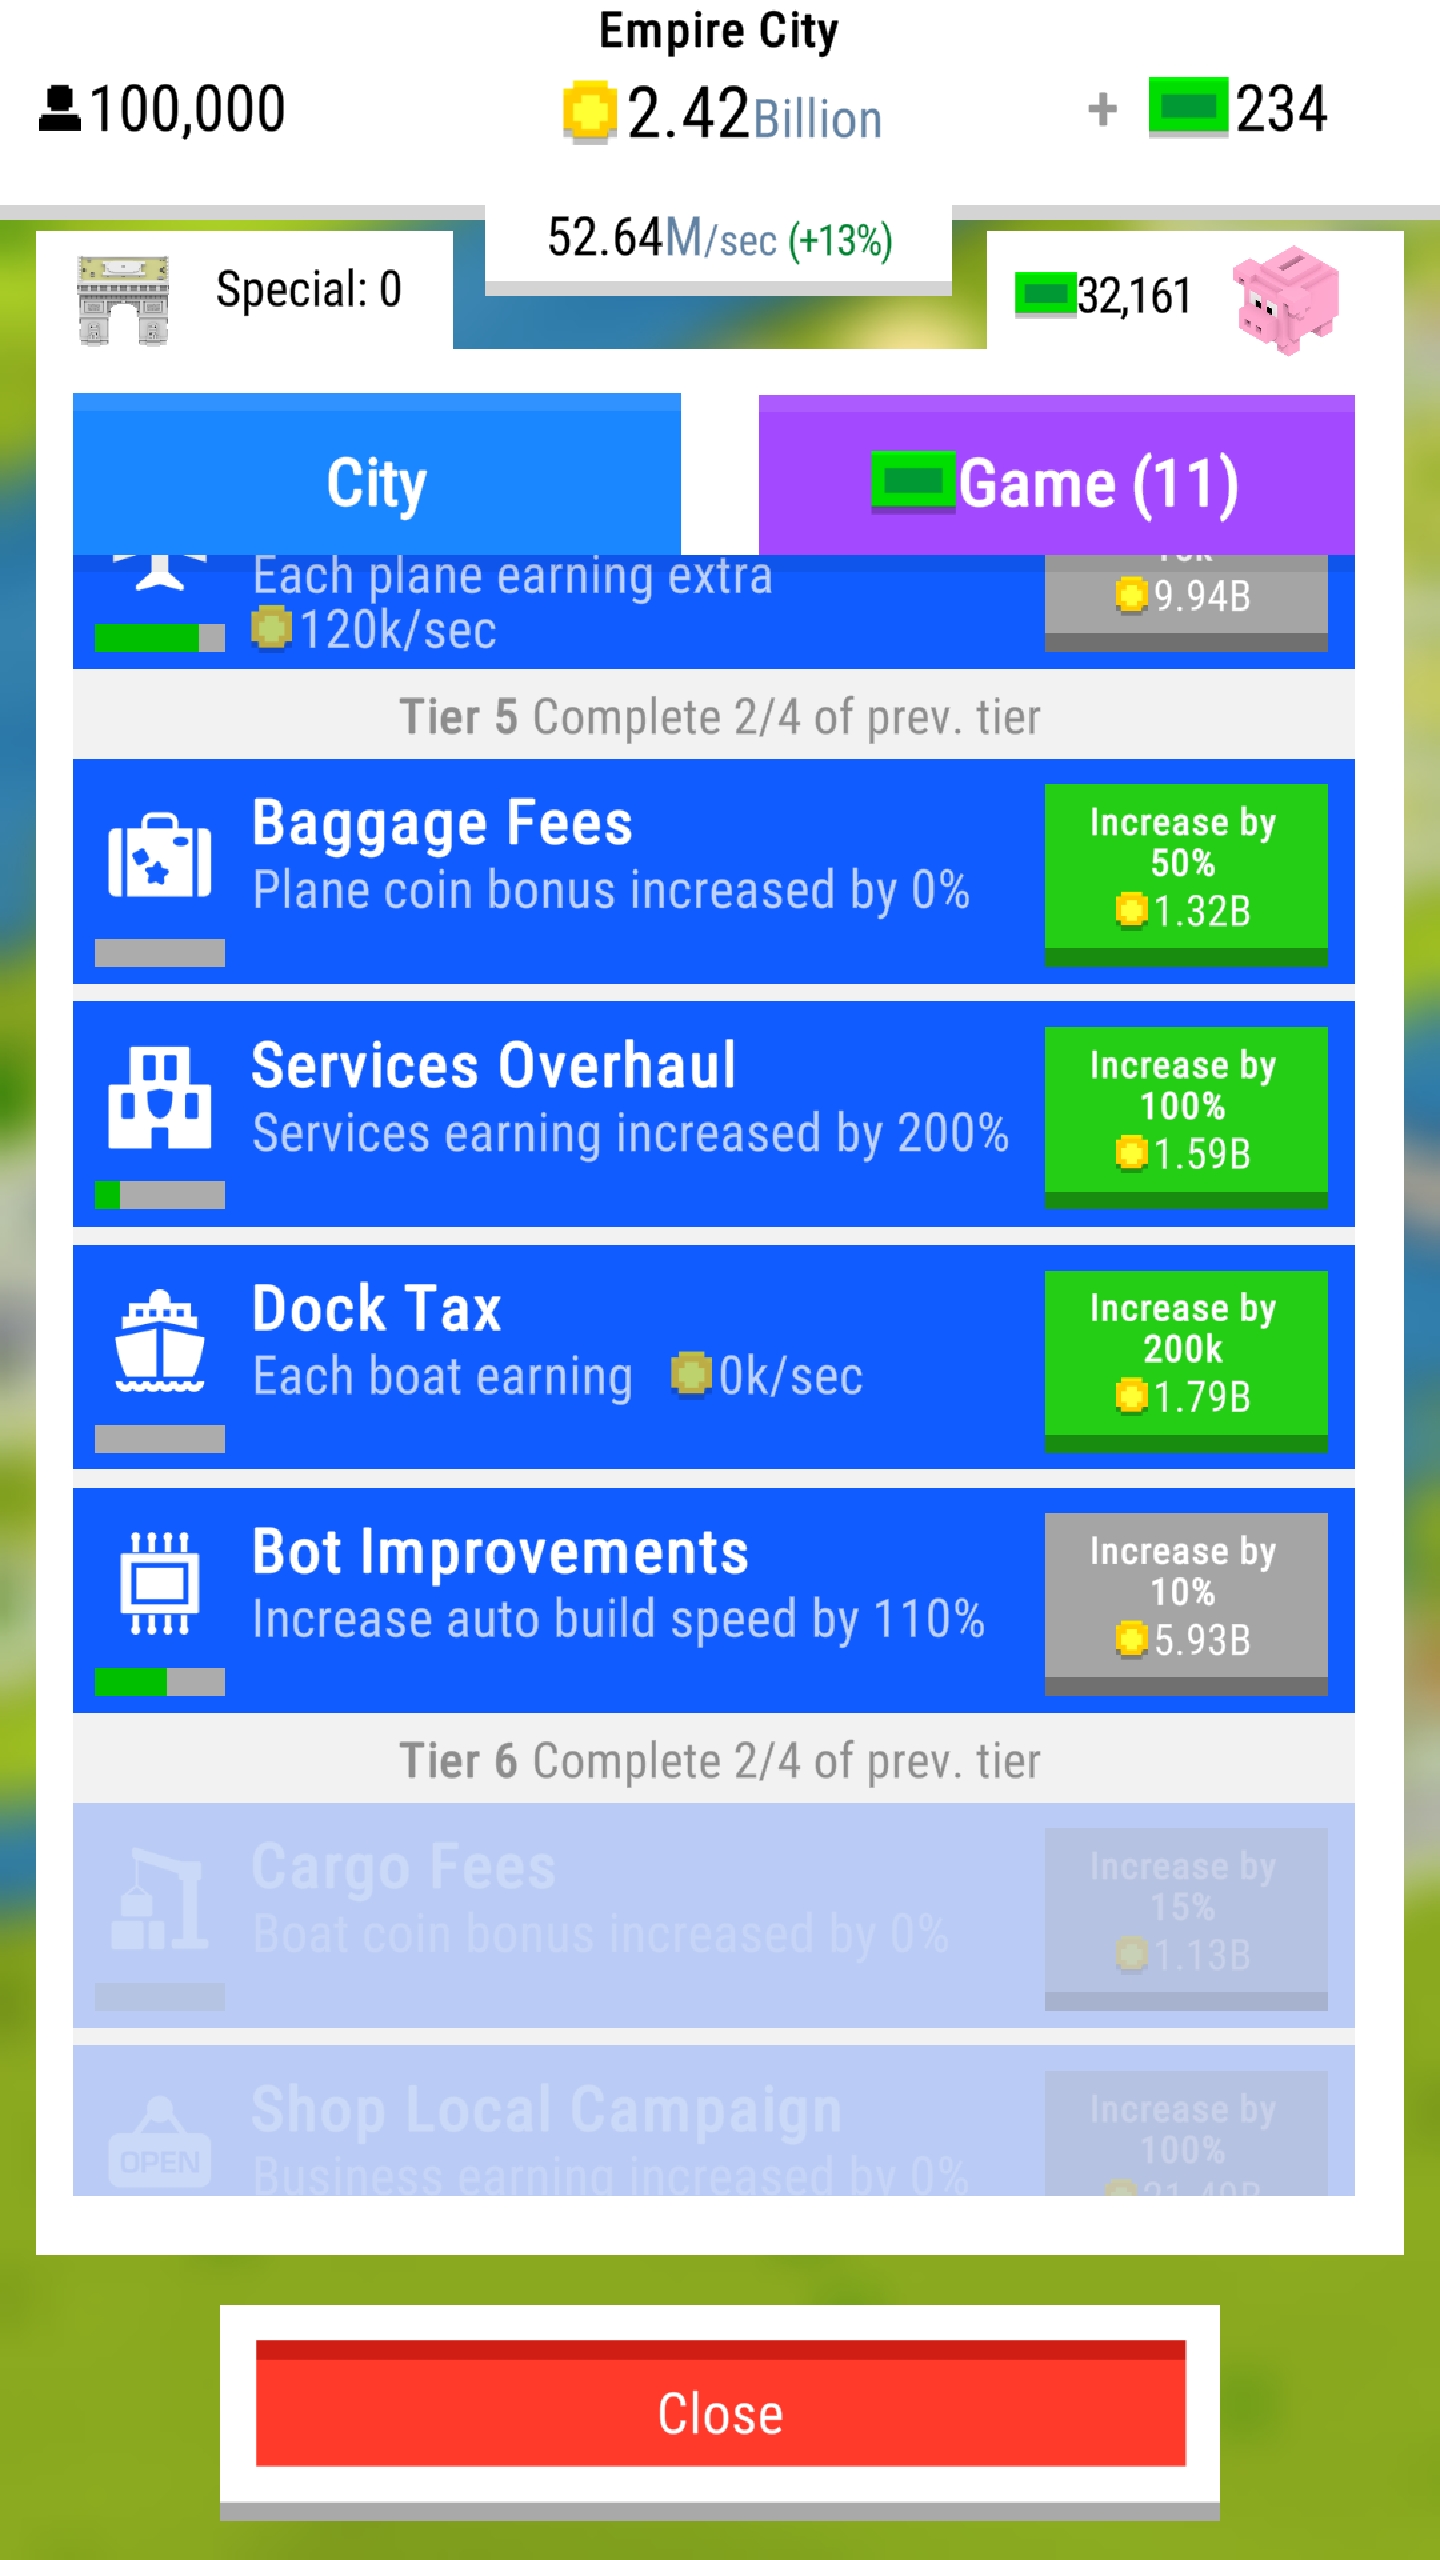 Empire City
100,000
2.42Billion
+ 234
52.64M/sec (+13%)
Special: 0
32,161
City
Game (11)
Each plane earning extra
120k/sec
9.94B
Tier 5 Complete 2/4 of prev. tier
Baggage Fees
Plane coin bonus increased by 0%
Increase by
50%
1.32B
Services Overhaul
Services earning increased by 200%
Increase by
100%
1.59B
Dock Tax
Each boat earning 0k/sec
Increase by
200k
1.79B
Bot Improvements
Increase auto build speed by 110%
Increase by
10%
5.93B
Tier 6 Complete 2/4 of prev. tier
Cargo Fees
Boat coin bonus increased by 0%
Increase by
15%
1.13B
Shop Local Campaign
OPEN
Business earning increased by 0%
Increase by
100%
Close